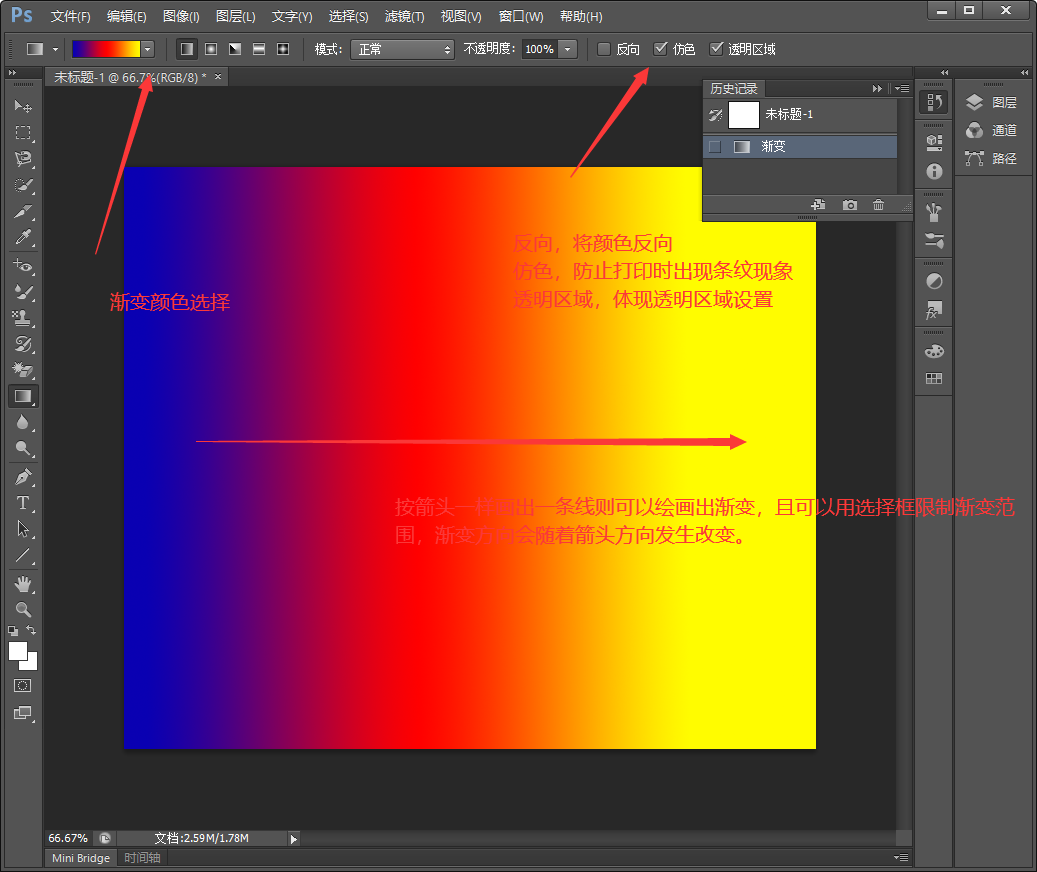 Ps 文件(F) 编辑(E) 图像(I) 图层(L) 文字(Y) 选择(S) 滤镜(T) 视图(V) 窗口(W) 帮助(H)
模式: 正常 不透明度: 100% 反向 仿色 透明区域
未标题-1 @ 66.7%(RGB/8) * ×
历史记录
未标题-1
渐变
图层
通道
路径
反向，将颜色反向
仿色，防止打印时出现条纹现象
透明区域，体现透明区域设置
渐变颜色选择
按箭头一样画出一条线则可以绘画出渐变，且可以用选择框限制渐变范
围，渐变方向会随着箭头方向发生改变。
66.67% 文档:2.59M/1.78M
Mini Bridge 时间轴